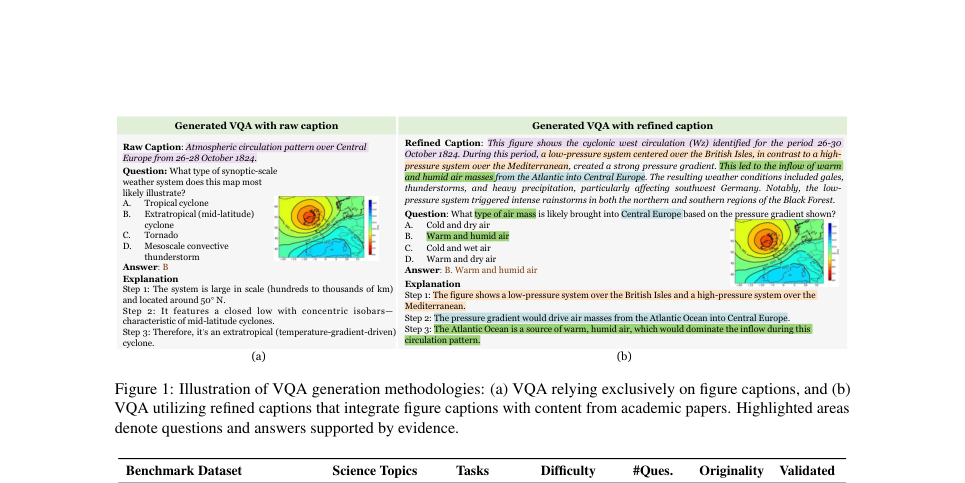 Generated VQA with raw caption
Raw Caption: Atmospheric circulation pattern over Central
Europe from 26-28 October 1824.
Question: What type of synoptic-scale
weather system does this map most
likely illustrate?
A. Tropical cyclone
B. Extratropical (mid-latitude)
cyclone
C. Tornado
D. Mesoscale convective
thunderstorm
Answer: B
Explanation
Step 1: The system is large in scale (hundreds to thousands of km)
and located around 50° N.
Step 2: It features a closed low with concentric isobars—
characteristic of mid-latitude cyclones.
Step 3: Therefore, it's an extratropical (temperature-gradient-driven)
cyclone.
(a)
Generated VQA with refined caption
Refined Caption: This figure shows the cyclonic west circulation (Wz) identified for the period 26-30
October 1824. During this period, a low-pressure system centered over the British Isles, in contrast to a high-
pressure system over the Mediterranean, created a strong pressure gradient. This led to the inflow of warm
and humid air masses from the Atlantic into Central Europe. The resulting weather conditions included gales,
thunderstorms, and heavy precipitation, particularly affecting southwest Germany. Notably, the low-
pressure system triggered intense rainstorms in both the northern and southern regions of the Black Forest.
Question: What type of air mass is likely brought into Central Europe based on the pressure gradient shown?
A. Cold and dry air
B. Warm and humid air
C. Cold and wet air
D. Warm and dry air
Answer: B. Warm and humid air
Explanation
Step 1: The figure shows a low-pressure system over the British Isles and a high-pressure system over the
Mediterranean.
Step 2: The pressure gradient would drive air masses from the Atlantic Ocean into Central Europe.
Step 3: The Atlantic Ocean is a source of warm, humid air, which would dominate the inflow during this
circulation pattern.
(b)
Figure 1: Illustration of VQA generation methodologies: (a) VQA relying exclusively on figure captions, and (b)
VQA utilizing refined captions that integrate figure captions with content from academic papers. Highlighted areas
denote questions and answers supported by evidence.
Benchmark Dataset Science Topics Tasks Difficulty #Ques. Originality Validated